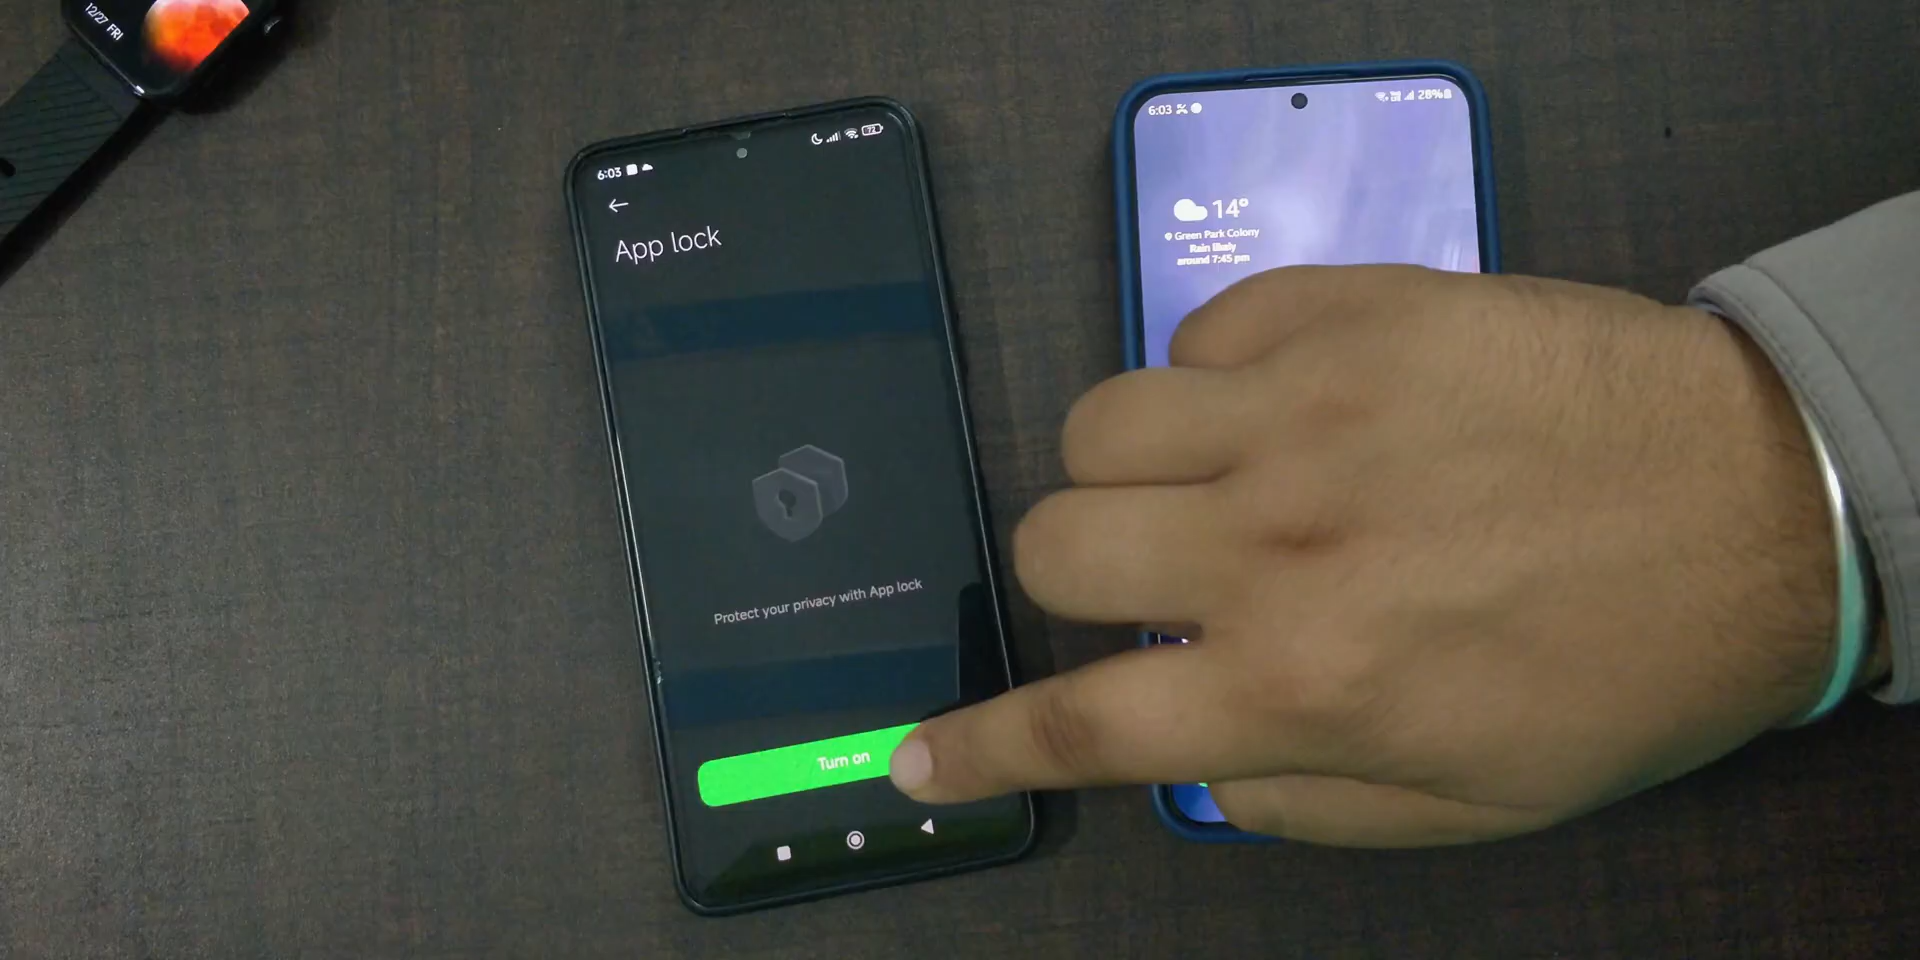 12/27 FRI
6:03
72
App lock
Protect your privacy with App lock
Turn on
6:03
28%
14°
Green Park Colony
Rain likely
around 7:45 pm